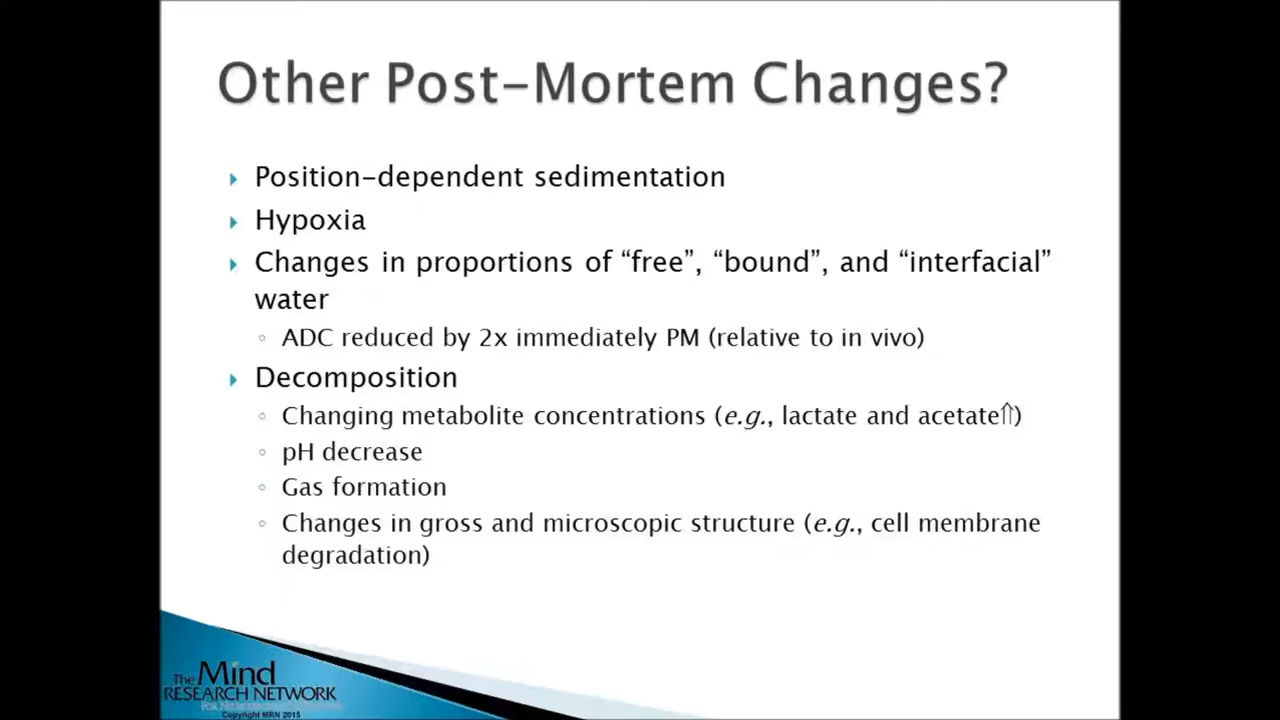 Other Post-Mortem Changes?
Position-dependent sedimentation
Hypoxia
Changes in proportions of “free”, “bound”, and “interfacial”
water
ADC reduced by 2x immediately PM (relative to in vivo)
Decomposition
Changing metabolite concentrations (e.g., lactate and acetate⇑)
pH decrease
Gas formation
Changes in gross and microscopic structure (e.g., cell membrane
degradation)
The Mind
RESEARCH NETWORK
Copyright MRN 2015